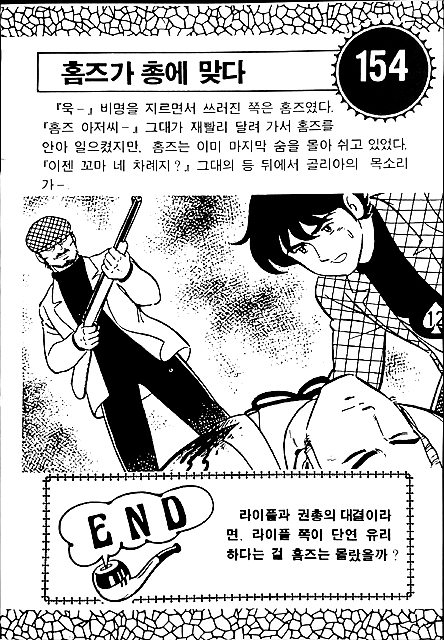 154
홈즈가 총에 맞다
『욱-』 비명을 지르면서 쓰러진 쪽은 홈즈였다.
『홈즈 아저씨-』 그대가 재빨리 달려 가서 홈즈를
안아 일으켰지만, 홈즈는 이미 마지막 숨을 몰아 쉬고 있었다.
『이젠 꼬마 네 차례지?』 그대의 등 뒤에서 골리아의 목소리
가-.
12
END
라이플과 권총의 대결이라
면, 라이플 쪽이 단연 유리
하다는 걸 홈즈는 몰랐을까?